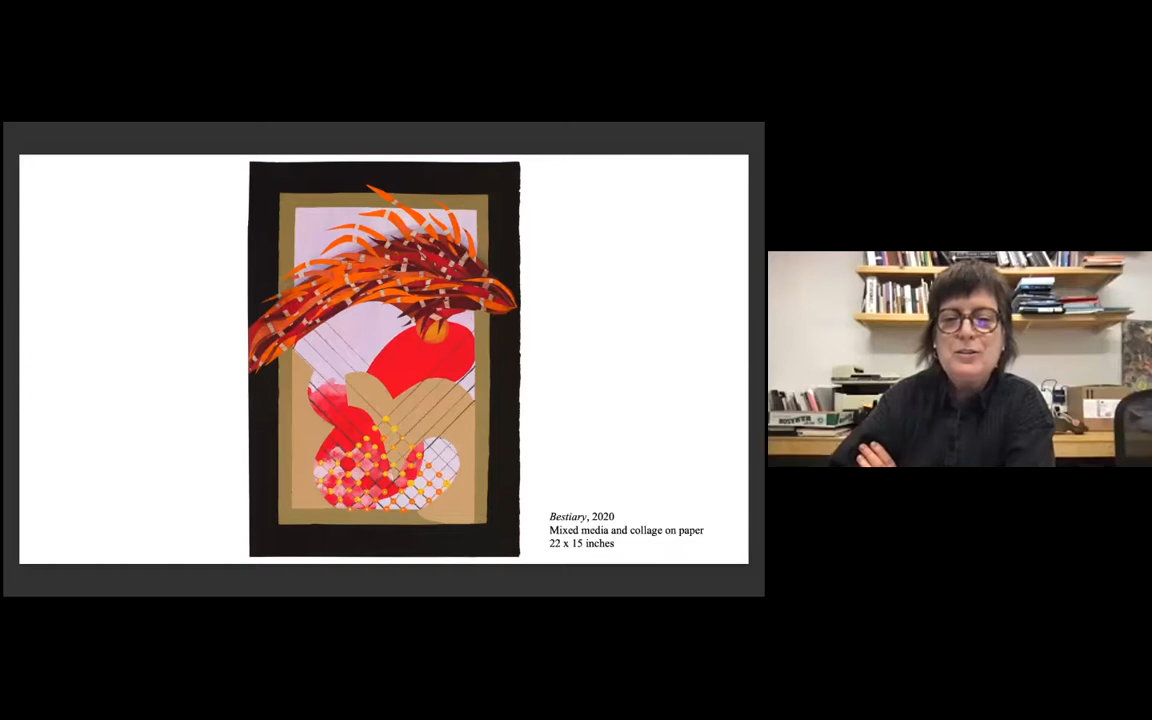 Bestiary, 2020
Mixed media and collage on paper
22 x 15 inches